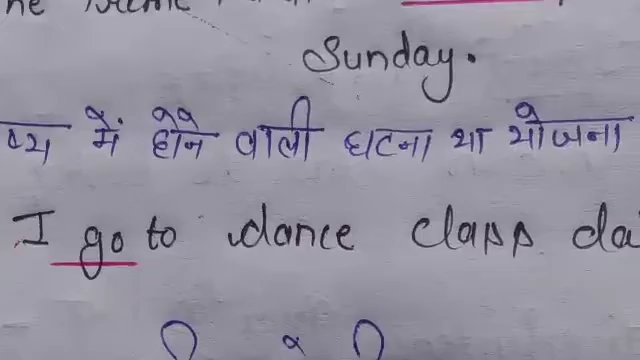 Sunday.
में होने वाली घटना या योजना
I go to dance class